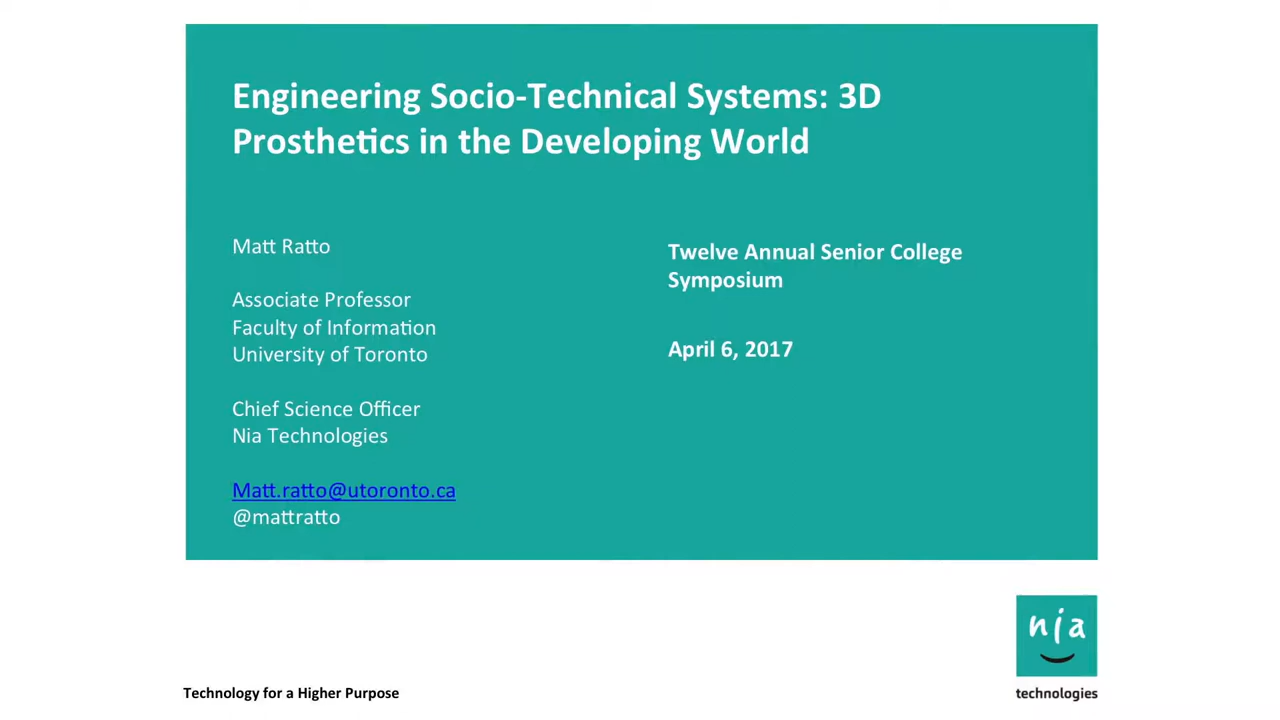 Engineering Socio-Technical Systems: 3D
Prosthetics in the Developing World
Matt Ratto
Associate Professor
Faculty of Information
University of Toronto
Chief Science Officer
Nia Technologies
Matt.ratto@utoronto.ca
@mattratto
Twelve Annual Senior College
Symposium
April 6, 2017
nia
technologies
Technology for a Higher Purpose